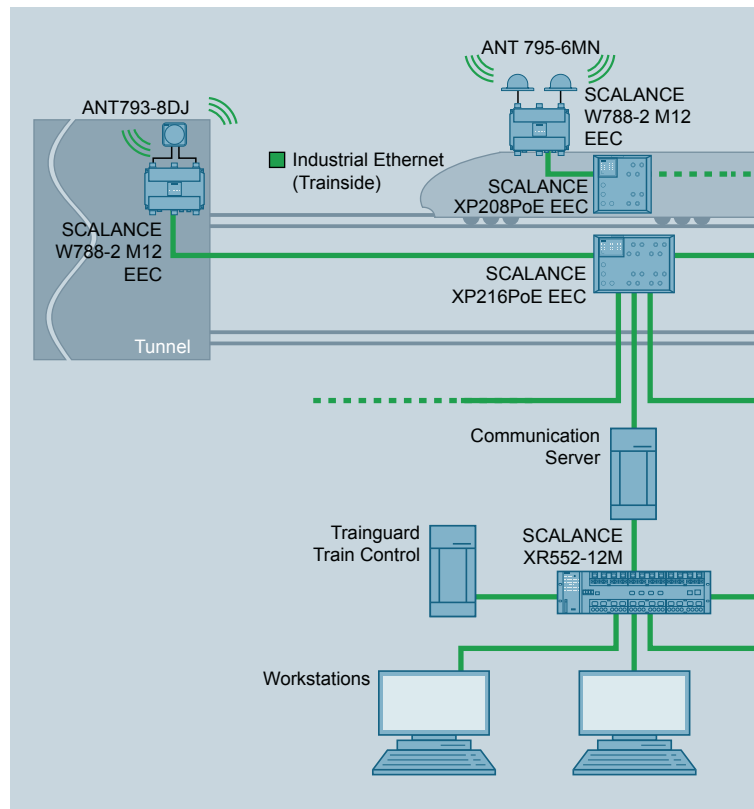 ANT 795-6MN
SCALANCE
W788-2 M12
EEC
ANT793-8DJ
Industrial Ethernet
(Trainside)
SCALANCE
XP208PoE EEC
SCALANCE
W788-2 M12
EEC
SCALANCE
XP216PoE EEC
Tunnel
Communication
Server
Trainguard
Train Control
SCALANCE
XR552-12M
Workstations